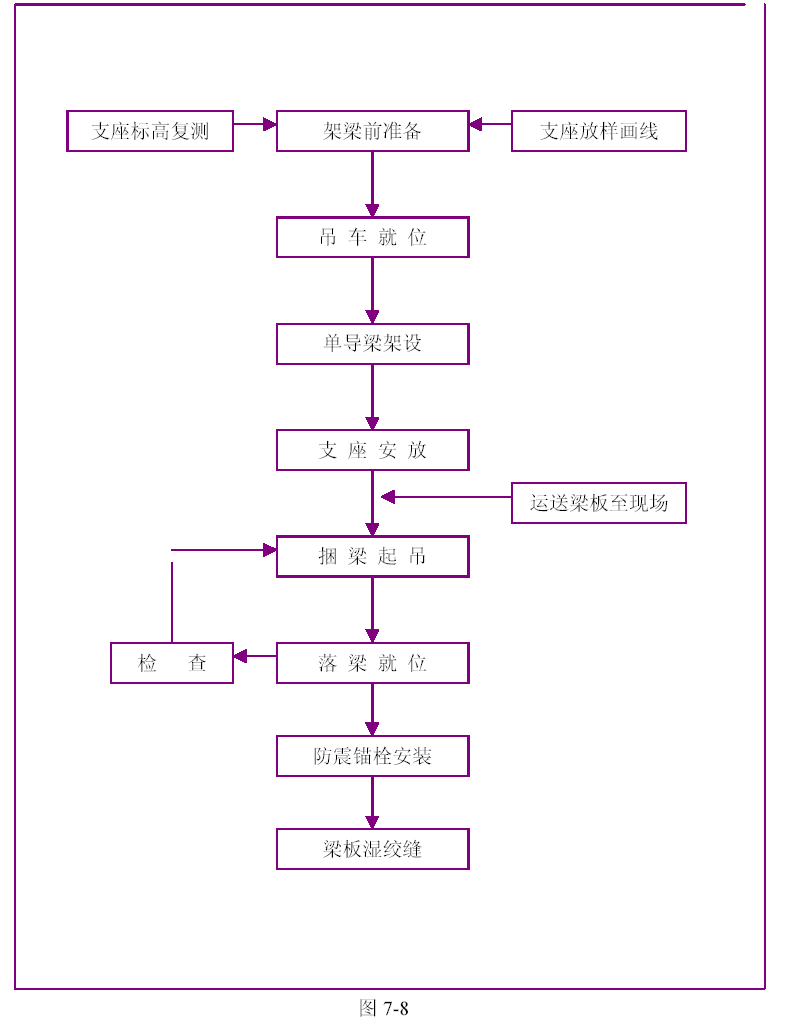 支座标高复测
架梁前准备
支座放样画线
吊 车 就 位
单导梁架设
支 座 安 放
运送梁板至现场
捆 梁 起 吊
检 查
落 梁 就 位
防震锚栓安装
梁板湿绞缝
图 7-8